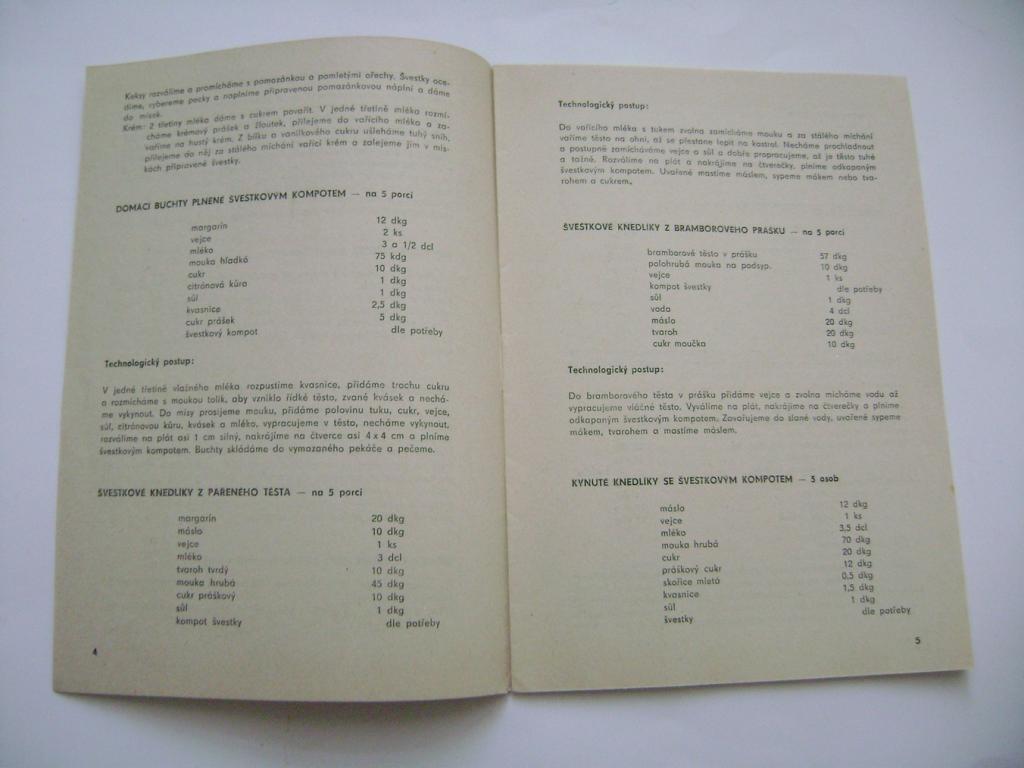 Keksy rozválíme a promícháme s pomazánkou a pomletými ořechy. Švestky oce-
díme, vybereme pecky a naplníme připravenou pomazánkovou náplní a dáme
do misek.
Krém: 2 třetiny mléka dáme s cukrem povařit. V jedné třetině mléka rozmí-
cháme krémový prášek a žloutek, přilejeme do vařícího mléka a za-
vaříme na hustý krém. Z bílku a vanilkového cukru ušleháme tuhý sníh,
přilejeme do něj za stálého míchání vařící krém a zalejeme jím v mis-
kách připravené švestky.
DOMÁCÍ BUCHTY PLNĚNÉ ŠVESTKOVÝM KOMPOTEM — na 5 porcí
margarín 12 dkg
vejce 2 ks
mléko 3 a 1/2 dcl
mouka hladká 75 kdg
cukr 10 dkg
citrónová kůra 1 dkg
sůl 1 dkg
kvasnice 2,5 dkg
cukr prášek 5 dkg
švestkový kompot dle potřeby
Technologický postup:
V jedné třetině vlažného mléka rozpustíme kvasnice, přidáme trochu cukru
a rozmícháme s moukou tolik, aby vzniklo řídké těsto, zvané kvásek a nechá-
me vykynout. Do mísy prosijeme mouku, přidáme polovinu tuku, cukr, vejce,
sůl, citrónovou kůru, kvásek a mléko, vypracujeme v těsto, necháme vykynout,
rozválíme na plát asi 1 cm silný, nakrájíme na čtverce asi 4 x 4 cm a plníme
švestkovým kompotem. Buchty skládáme do vymazaného pekáče a pečeme.
ŠVESTKOVÉ KNEDLÍKY Z PAŘENÉHO TĚSTA — na 5 porcí
margarín 20 dkg
máslo 10 dkg
vejce 1 ks
mléko 3 dcl
tvaroh tvrdý 10 dkg
mouka hrubá 45 dkg
cukr práškový 10 dkg
sůl 1 dkg
kompot švestky dle potřeby
4
Technologický postup:
Do vařícího mléka s tukem zvolna zamícháme mouku a za stálého míchání
vaříme těsto na ohni, až se přestane lepit na kastrol. Necháme prochladnout
a postupně zamícháváme vejce a sůl a dobře propracujeme, až je těsto tuhé
a tažné. Rozválíme na plát a nakrájíme na čtverečky, plníme odkapaným
švestkovým kompotem. Uvařené mastíme máslem, sypeme mákem nebo tva-
rohem a cukrem.
ŠVESTKOVÉ KNEDLÍKY Z BRAMBOROVÉHO PRÁŠKU — na 5 porcí
bramborové těsto v prášku 57 dkg
polohrubá mouka na podsyp. 10 dkg
vejce 1 ks
kompot švestky dle potřeby
sůl 1 dkg
voda 4 dcl
máslo 20 dkg
tvaroh 20 dkg
cukr moučka 10 dkg
Technologický postup:
Do bramborového těsta v prášku přidáme vejce a zvolna mícháme vodu až
vypracujeme vláčné těsto. Vyválíme na plát, nakrájíme na čtverečky a plníme
odkapaným švestkovým kompotem. Zavařujeme do slané vody, uvařené sypeme
mákem, tvarohem a mastíme máslem.
KYNUTÉ KNEDLÍKY SE ŠVESTKOVÝM KOMPOTEM — 5 osob
máslo 12 dkg
vejce 1 ks
mléko 3,5 dcl
mouka hrubá 70 dkg
cukr 20 dkg
práškový cukr 12 dkg
skořice mletá 0,5 dkg
kvasnice 1,5 dkg
sůl 1 dkg
švestky dle potřeby
5